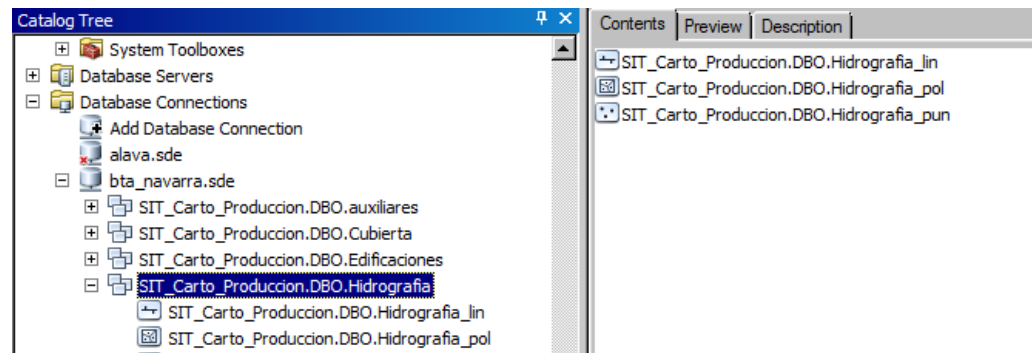 Catalog Tree
System Toolboxes
Database Servers
Database Connections
Add Database Connection
alava.sde
bta_navarra.sde
SIT_Carto_Produccion.DBO.auxiliares
SIT_Carto_Produccion.DBO.Cubierta
SIT_Carto_Produccion.DBO.Edificaciones
SIT_Carto_Produccion.DBO.Hidrografia
SIT_Carto_Produccion.DBO.Hidrografia_lin
SIT_Carto_Produccion.DBO.Hidrografia_pol
Contents Preview Description
SIT_Carto_Produccion.DBO.Hidrografia_lin
SIT_Carto_Produccion.DBO.Hidrografia_pol
SIT_Carto_Produccion.DBO.Hidrografia_pun